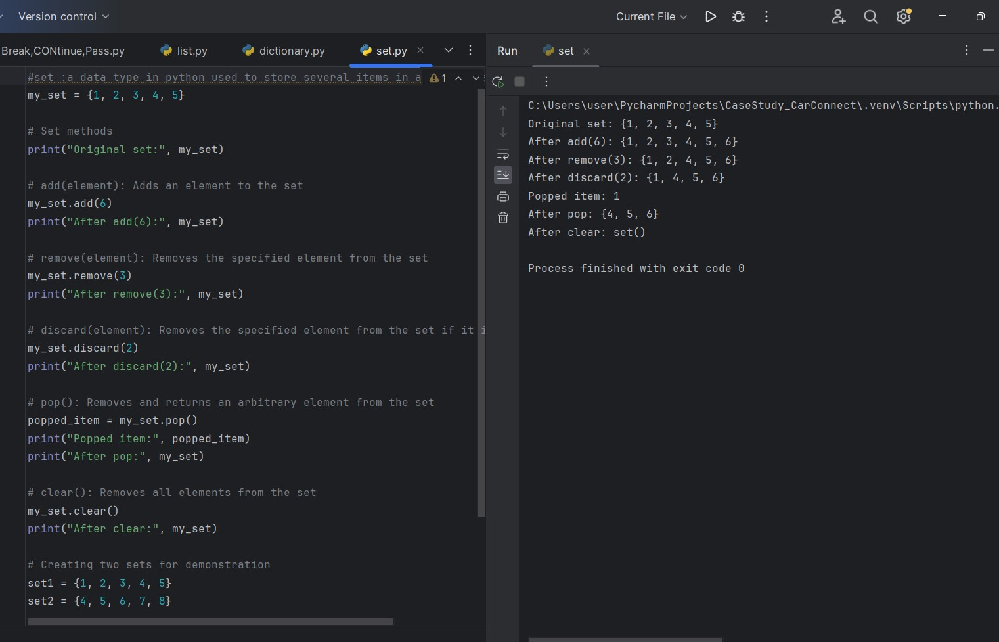 Version control
Current File
Break,CONtinue,Pass.py
list.py
dictionary.py
set.py
#set :a data type in python used to store several items in a
1
my_set = {1, 2, 3, 4, 5}
# Set methods
print("Original set:", my_set)
# add(element): Adds an element to the set
my_set.add(6)
print("After add(6):", my_set)
# remove(element): Removes the specified element from the set
my_set.remove(3)
print("After remove(3):", my_set)
# discard(element): Removes the specified element from the set if it i
my_set.discard(2)
print("After discard(2):", my_set)
# pop(): Removes and returns an arbitrary element from the set
popped_item = my_set.pop()
print("Popped item:", popped_item)
print("After pop:", my_set)
# clear(): Removes all elements from the set
my_set.clear()
print("After clear:", my_set)
# Creating two sets for demonstration
set1 = {1, 2, 3, 4, 5}
set2 = {4, 5, 6, 7, 8}
Run
set
C:\Users\user\PycharmProjects\CaseStudy_CarConnect\.venv\Scripts\python.
Original set: {1, 2, 3, 4, 5}
After add(6): {1, 2, 3, 4, 5, 6}
After remove(3): {1, 2, 4, 5, 6}
After discard(2): {1, 4, 5, 6}
Popped item: 1
After pop: {4, 5, 6}
After clear: set()
Process finished with exit code 0